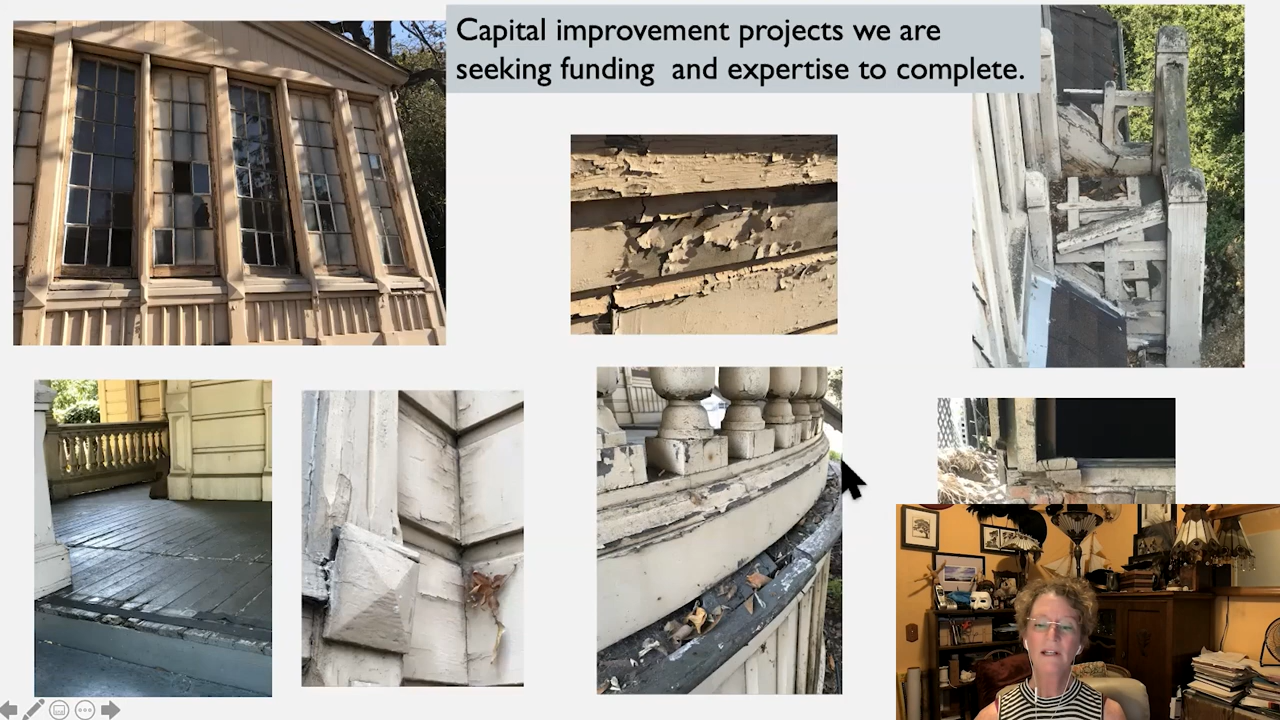 Capital improvement projects we are
seeking funding and expertise to complete.